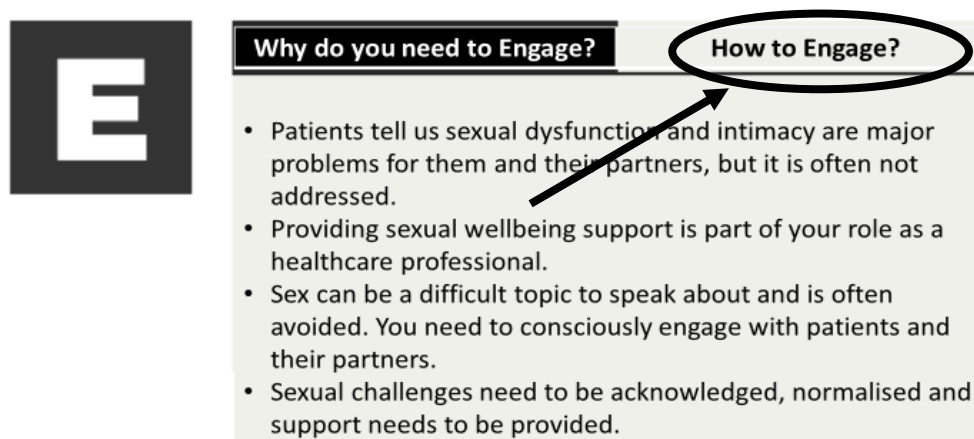 E
Why do you need to Engage? How to Engage?
• Patients tell us sexual dysfunction and intimacy are major
problems for them and their partners, but it is often not
addressed.
• Providing sexual wellbeing support is part of your role as a
healthcare professional.
• Sex can be a difficult topic to speak about and is often
avoided. You need to consciously engage with patients and
their partners.
• Sexual challenges need to be acknowledged, normalised and
support needs to be provided.